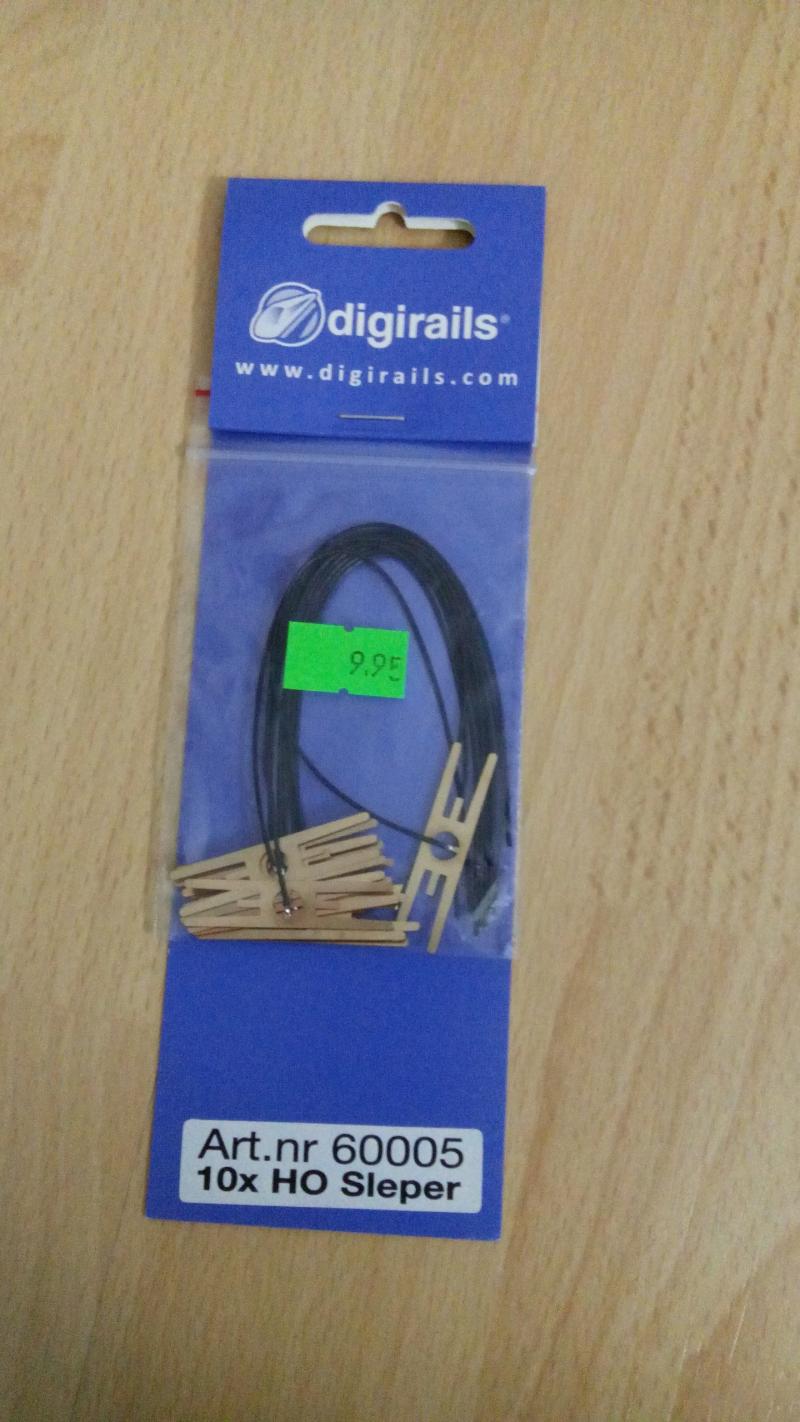 digirails®
www.digirails.com
9.95
Art.nr 60005
10x HO Sleper